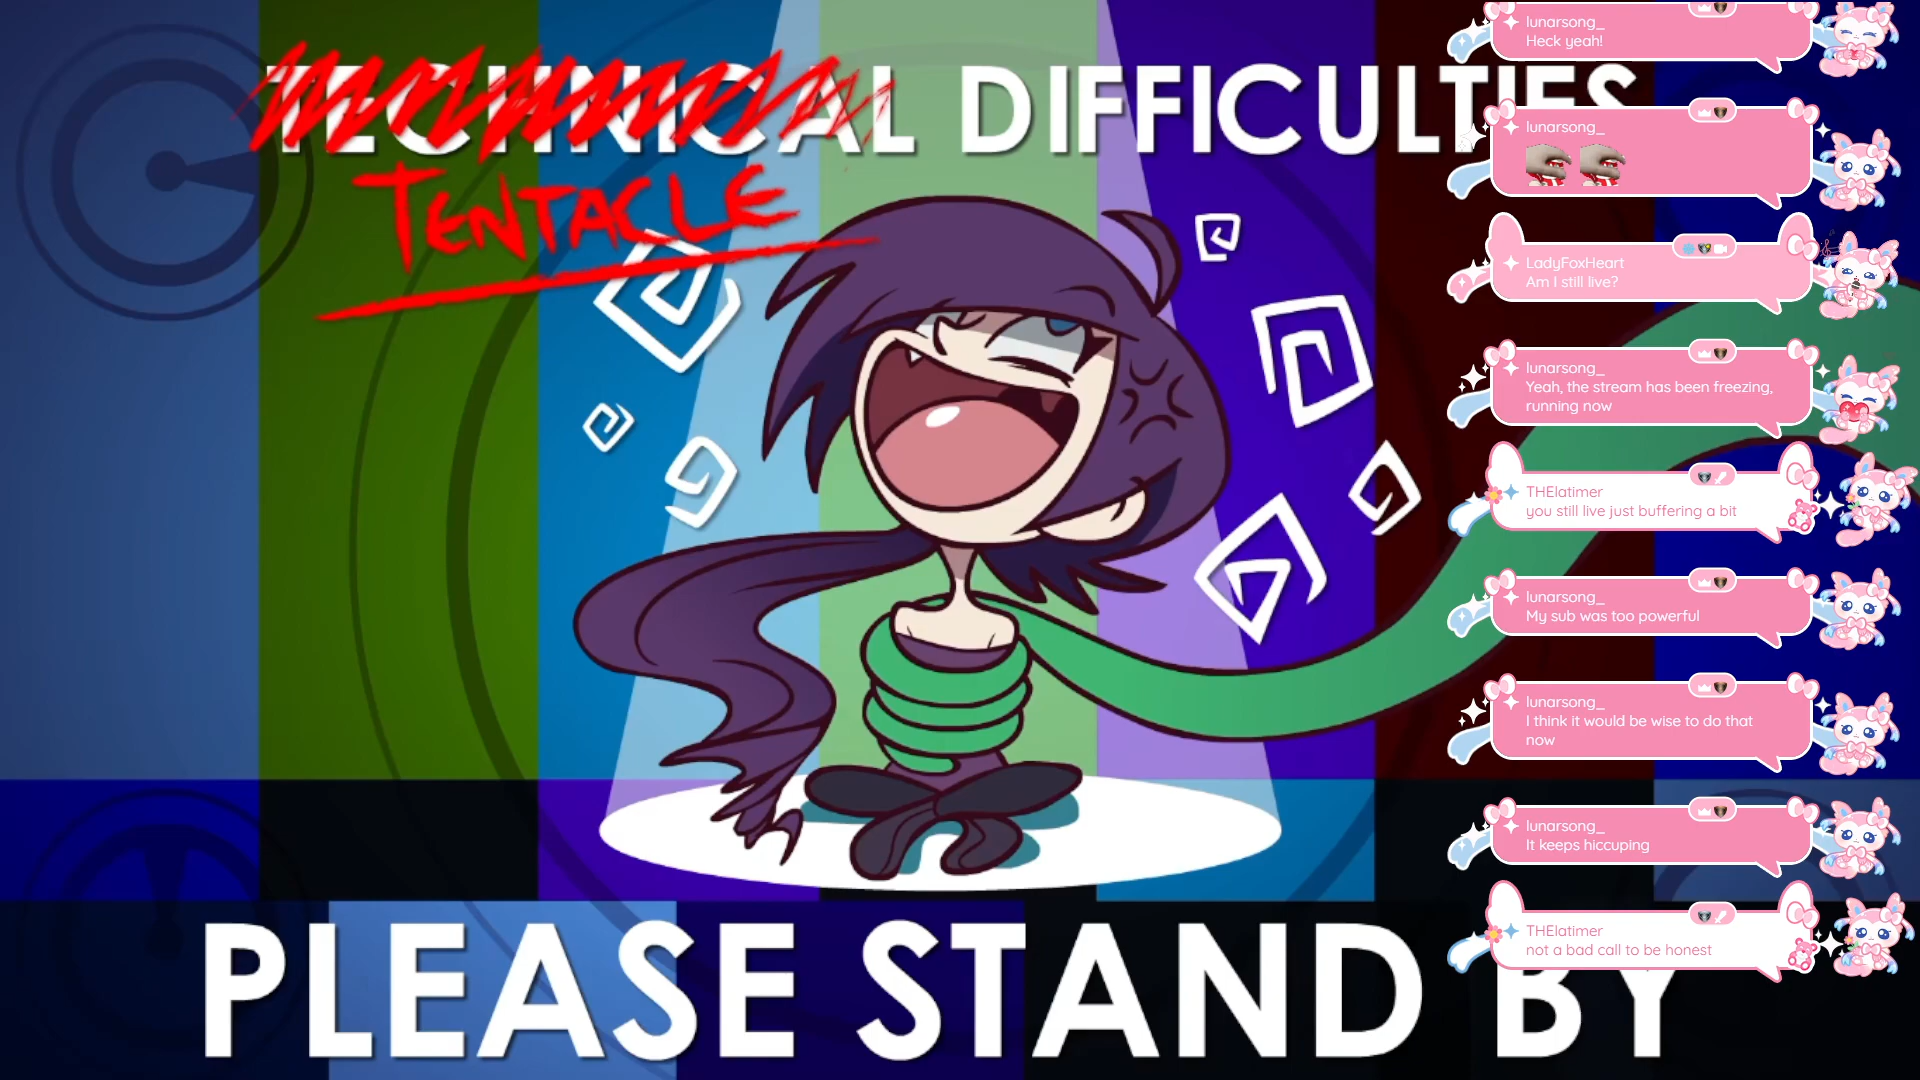 TECHNICAL DIFFICULTIES
TENTACLE
PLEASE STAND BY
lunarsong_
Heck yeah!
lunarsong_
LadyFoxHeart
Am I still live?
lunarsong_
Yeah, the stream has been freezing,
running now
THElatimer
you still live just buffering a bit
lunarsong_
My sub was too powerful
lunarsong_
I think it would be wise to do that
now
lunarsong_
It keeps hiccuping
THElatimer
not a bad call to be honest